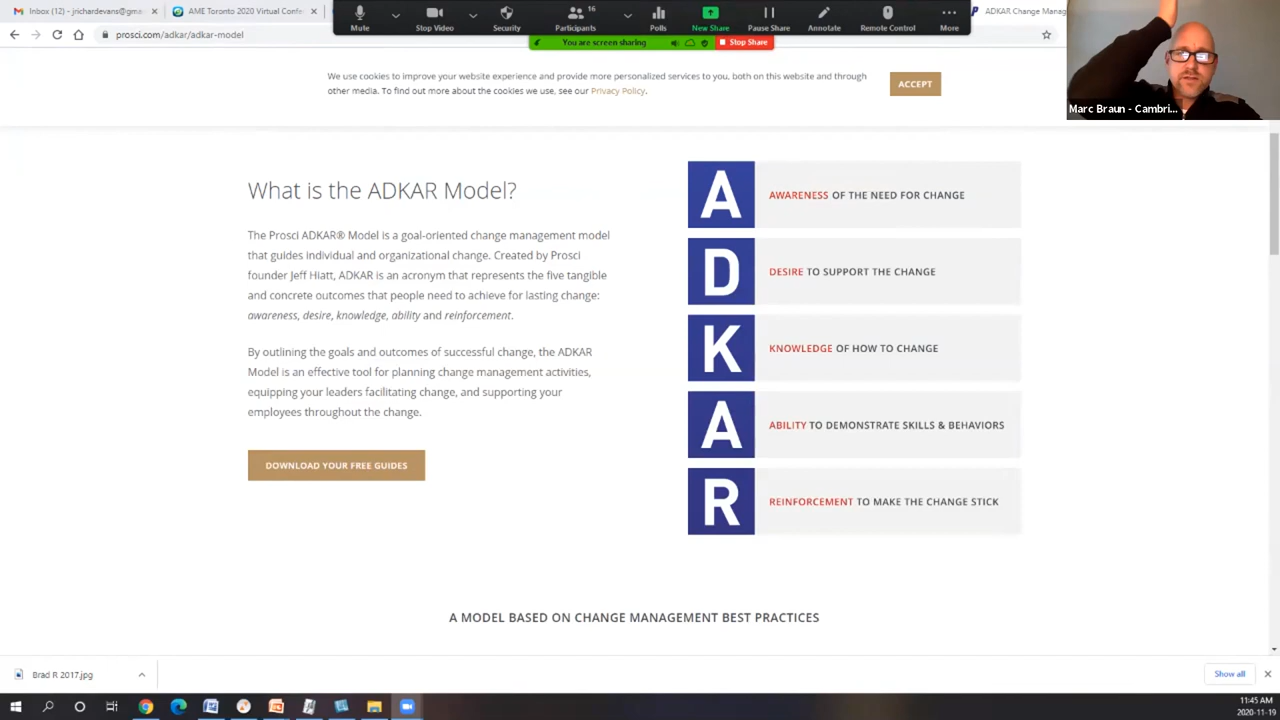 Inbox (12) - jrichardevans@gma
AME Toronto 2020 Virtual Confe
ADKAR Change Manag
16
Mute
Stop Video
Security
Participants
Polls
New Share
Pause Share
Annotate
Remote Control
More
You are screen sharing
Stop Share
prosci.com/adkar/adkar-model
Marc Braun - Cambri...
We use cookies to improve your website experience and provide more personalized services to you, both on this website and through
other media. To find out more about the cookies we use, see our Privacy Policy.
ACCEPT
What is the ADKAR Model?
The Prosci ADKAR® Model is a goal-oriented change management model
that guides individual and organizational change. Created by Prosci
founder Jeff Hiatt, ADKAR is an acronym that represents the five tangible
and concrete outcomes that people need to achieve for lasting change:
awareness, desire, knowledge, ability and reinforcement.
By outlining the goals and outcomes of successful change, the ADKAR
Model is an effective tool for planning change management activities,
equipping your leaders facilitating change, and supporting your
employees throughout the change.
DOWNLOAD YOUR FREE GUIDES
A AWARENESS OF THE NEED FOR CHANGE
D DESIRE TO SUPPORT THE CHANGE
K KNOWLEDGE OF HOW TO CHANGE
A ABILITY TO DEMONSTRATE SKILLS & BEHAVIORS
R REINFORCEMENT TO MAKE THE CHANGE STICK
A MODEL BASED ON CHANGE MANAGEMENT BEST PRACTICES
Brad R 2017.jpg
Show all
11:45 AM
2020-11-19